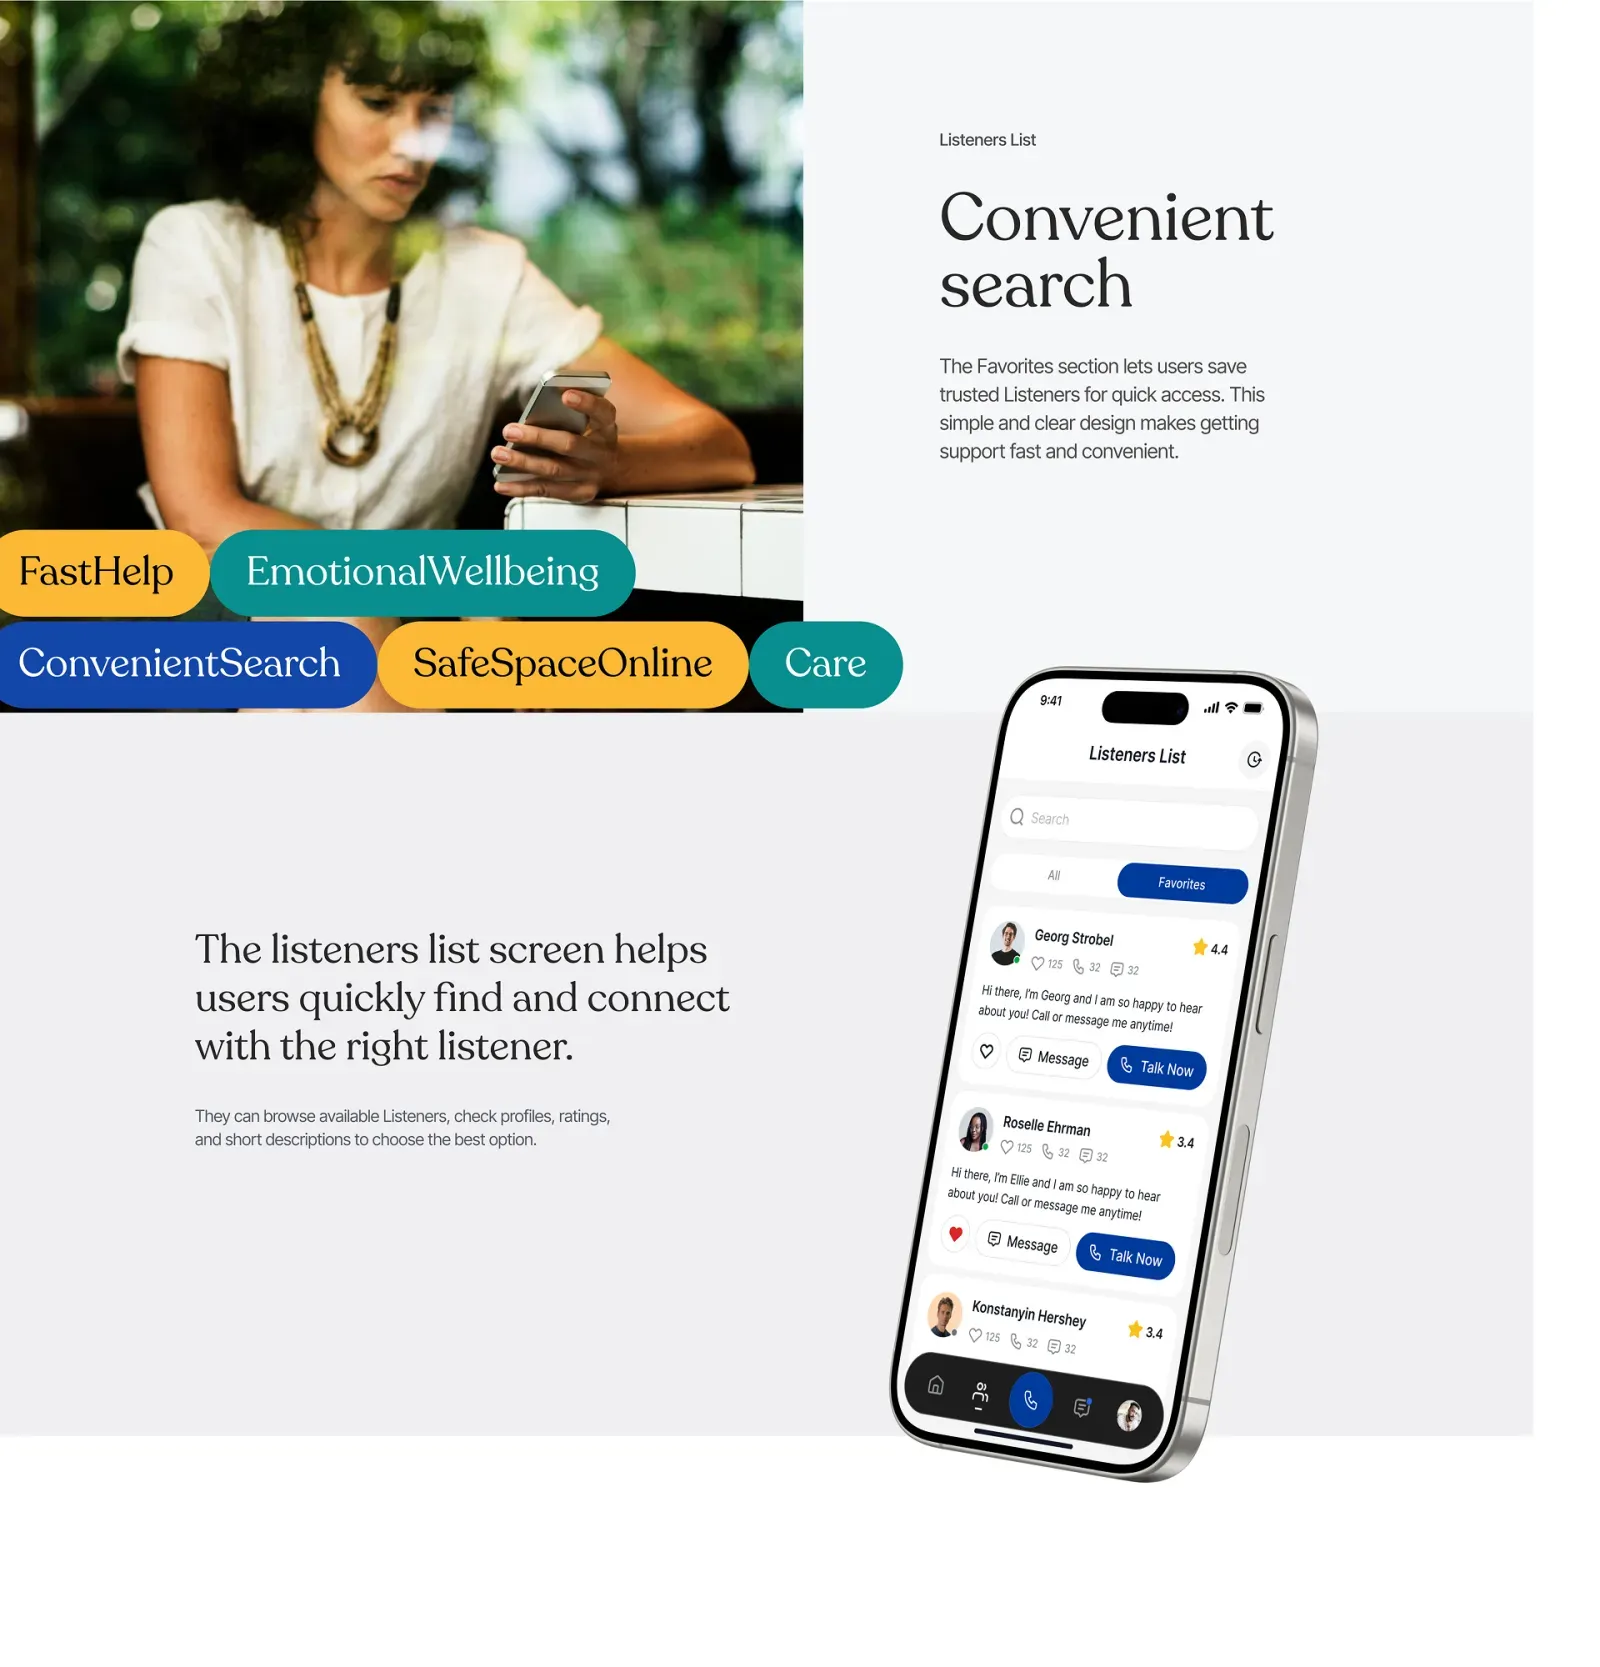 Listeners List
Convenient
search
The Favorites section lets users save
trusted Listeners for quick access. This
simple and clear design makes getting
support fast and convenient.
FastHelp
EmotionalWellbeing
ConvenientSearch
SafeSpaceOnline
Care
The listeners list screen helps
users quickly find and connect
with the right listener.
They can browse available Listeners, check profiles, ratings,
and short descriptions to choose the best option.
9:41
Listeners List
Search
All
Favorites
Georg Strobel
4.4
125 32 32
Hi there, I'm Georg and I am so happy to hear
about you! Call or message me anytime!
Message
Talk Now
Roselle Ehrman
3.4
125 32 32
Hi there, I'm Ellie and I am so happy to hear
about you! Call or message me anytime!
Message
Talk Now
Konstanyin Hershey
3.4
125 32 32